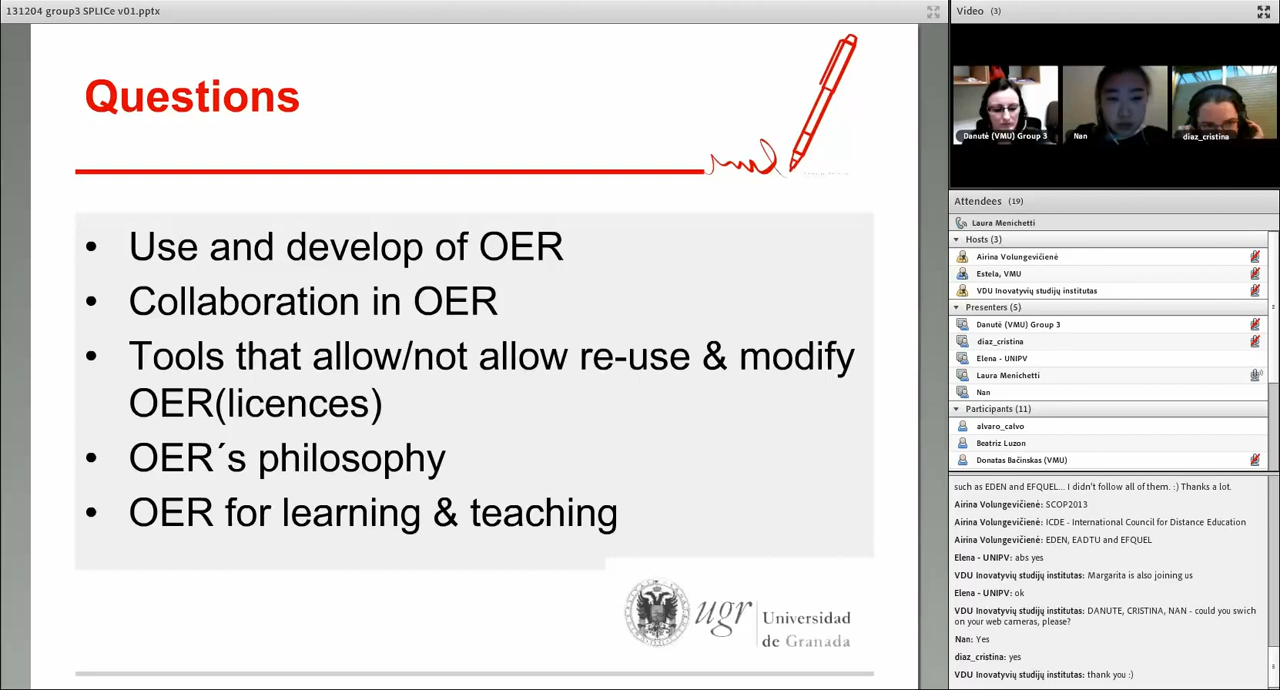 131204 group3 SPLICe v01.pptx
Questions
• Use and develop of OER
• Collaboration in OER
• Tools that allow/not allow re-use & modify
OER(licences)
• OER´s philosophy
• OER for learning & teaching
ugr
Universidad
de Granada
Video (3)
Danutė (VMU) Group 3
Nan
diaz_cristina
Attendees (19)
Laura Menichetti
Hosts (3)
Airina Volungevičienė
Estela, VMU
VDU Inovatyvių studijų institutas
Presenters (5)
Danutė (VMU) Group 3
diaz_cristina
Elena - UNIPV
Laura Menichetti
Nan
Participants (11)
alvaro_calvo
Beatriz Luzon
Donatas Bačinskas (VMU)
such as EDEN and EFQUEL... I didn't follow all of them. :) Thanks a lot.
Airina Volungevičienė: SCOP2013
Airina Volungevičienė: ICDE - International Council for Distance Education
Airina Volungevičienė: EDEN, EADTU and EFQUEL
Elena - UNIPV: abs yes
VDU Inovatyvių studijų institutas: Margarita is also joining us
Elena - UNIPV: ok
VDU Inovatyvių studijų institutas: DANUTE, CRISTINA, NAN - could you swich
on your web cameras, please?
Nan: Yes
diaz_cristina: yes
VDU Inovatyvių studijų institutas: thank you :)